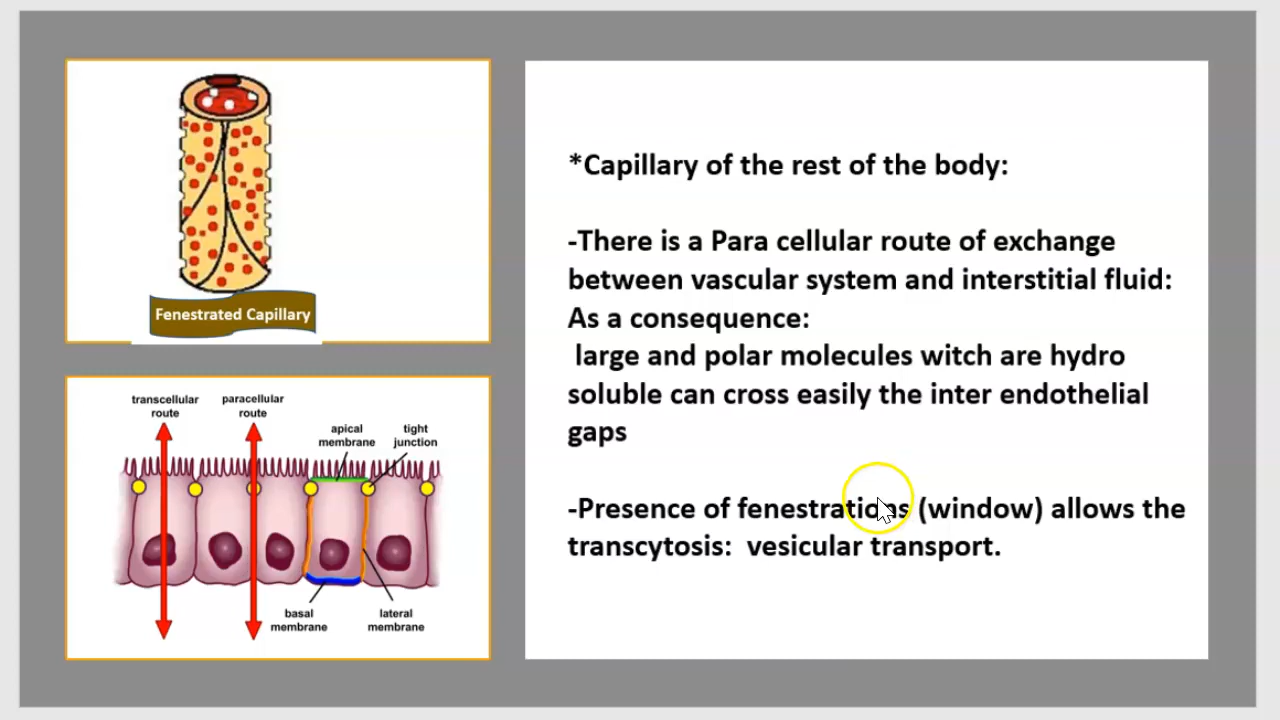 Fenestrated Capillary
transcellular
route
paracellular
route
apical
membrane
tight
junction
basal
membrane
lateral
membrane
*Capillary of the rest of the body:
-There is a Para cellular route of exchange
between vascular system and interstitial fluid:
As a consequence:
large and polar molecules witch are hydro
soluble can cross easily the inter endothelial
gaps
-Presence of fenestrations (window) allows the
transcytosis: vesicular transport.